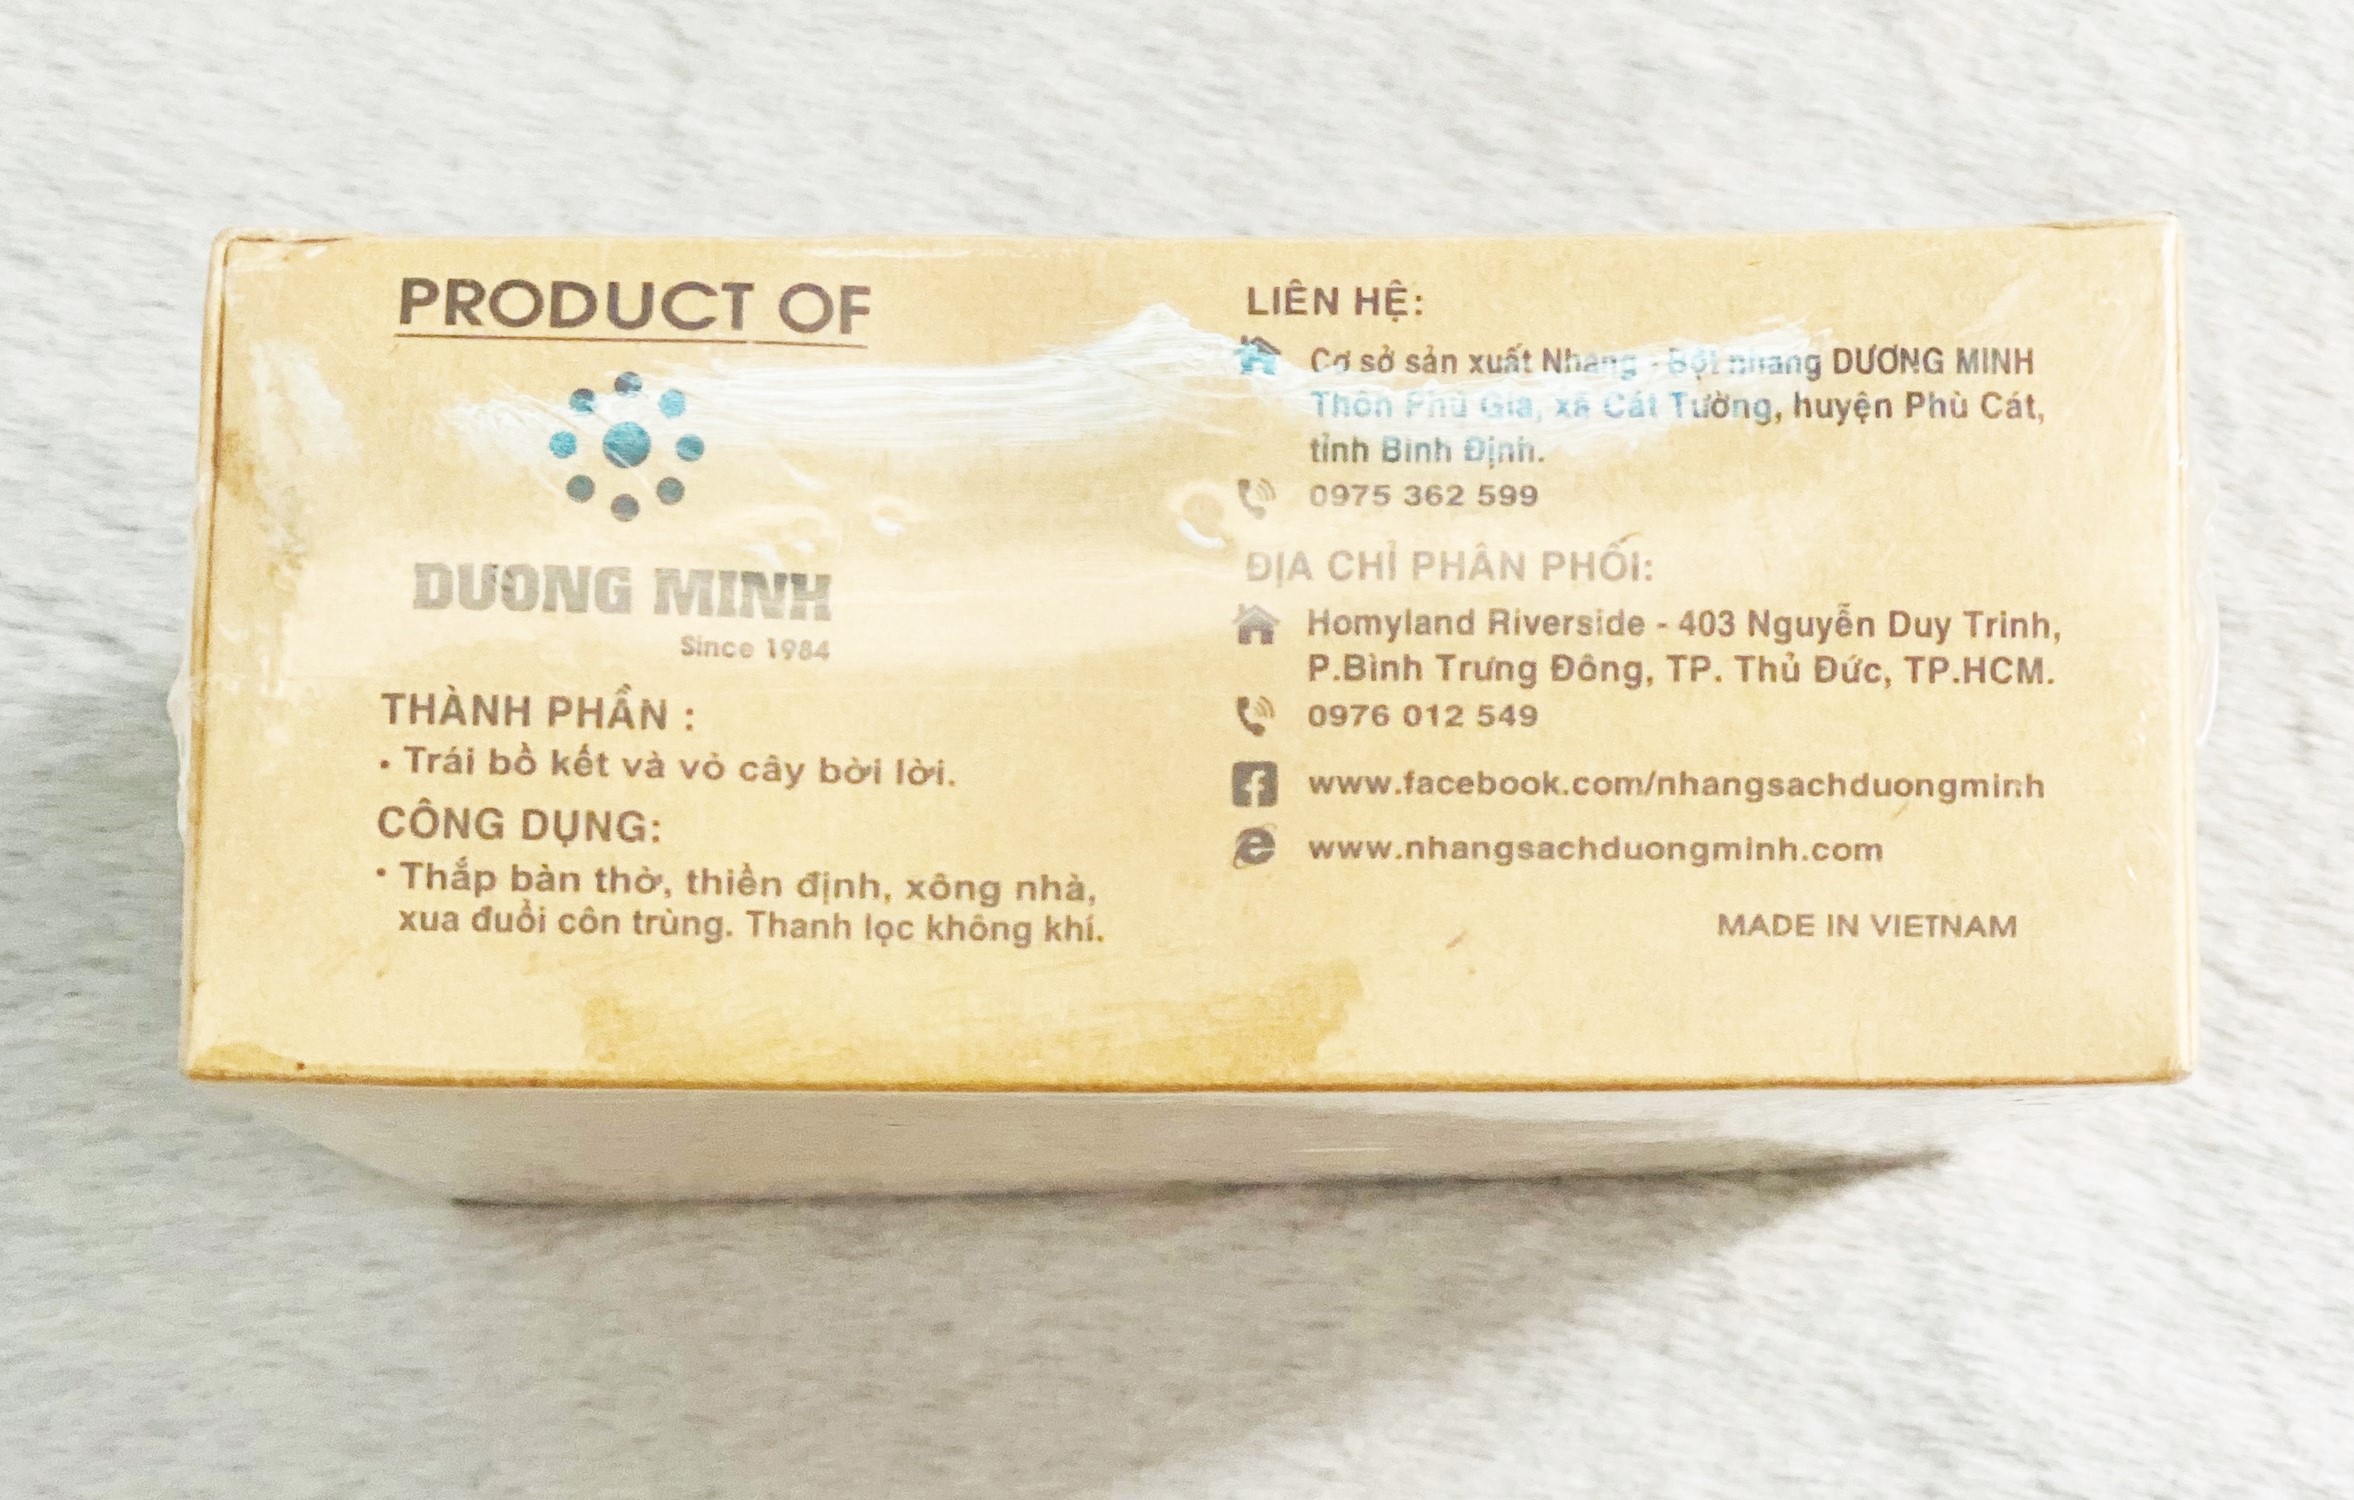 PRODUCT OF
DUONG MINH
Since 1984
THÀNH PHẦN :
• Trái bồ kết và vỏ cây bời lời.
CÔNG DỤNG:
• Thắp bàn thờ, thiền định, xông nhà,
xua đuổi côn trùng. Thanh lọc không khí.
LIÊN HỆ:
Cơ sở sản xuất Nhang - Bột nhang DƯƠNG MINH
Thôn Phú Gia, xã Cát Tường, huyện Phù Cát,
tỉnh Bình Định.
0975 362 599
ĐỊA CHỈ PHÂN PHỐI:
Homyland Riverside - 403 Nguyễn Duy Trinh,
P.Bình Trưng Đông, TP. Thủ Đức, TP.HCM.
0976 012 549
www.facebook.com/nhangsachduongminh
www.nhangsachduongminh.com
MADE IN VIETNAM